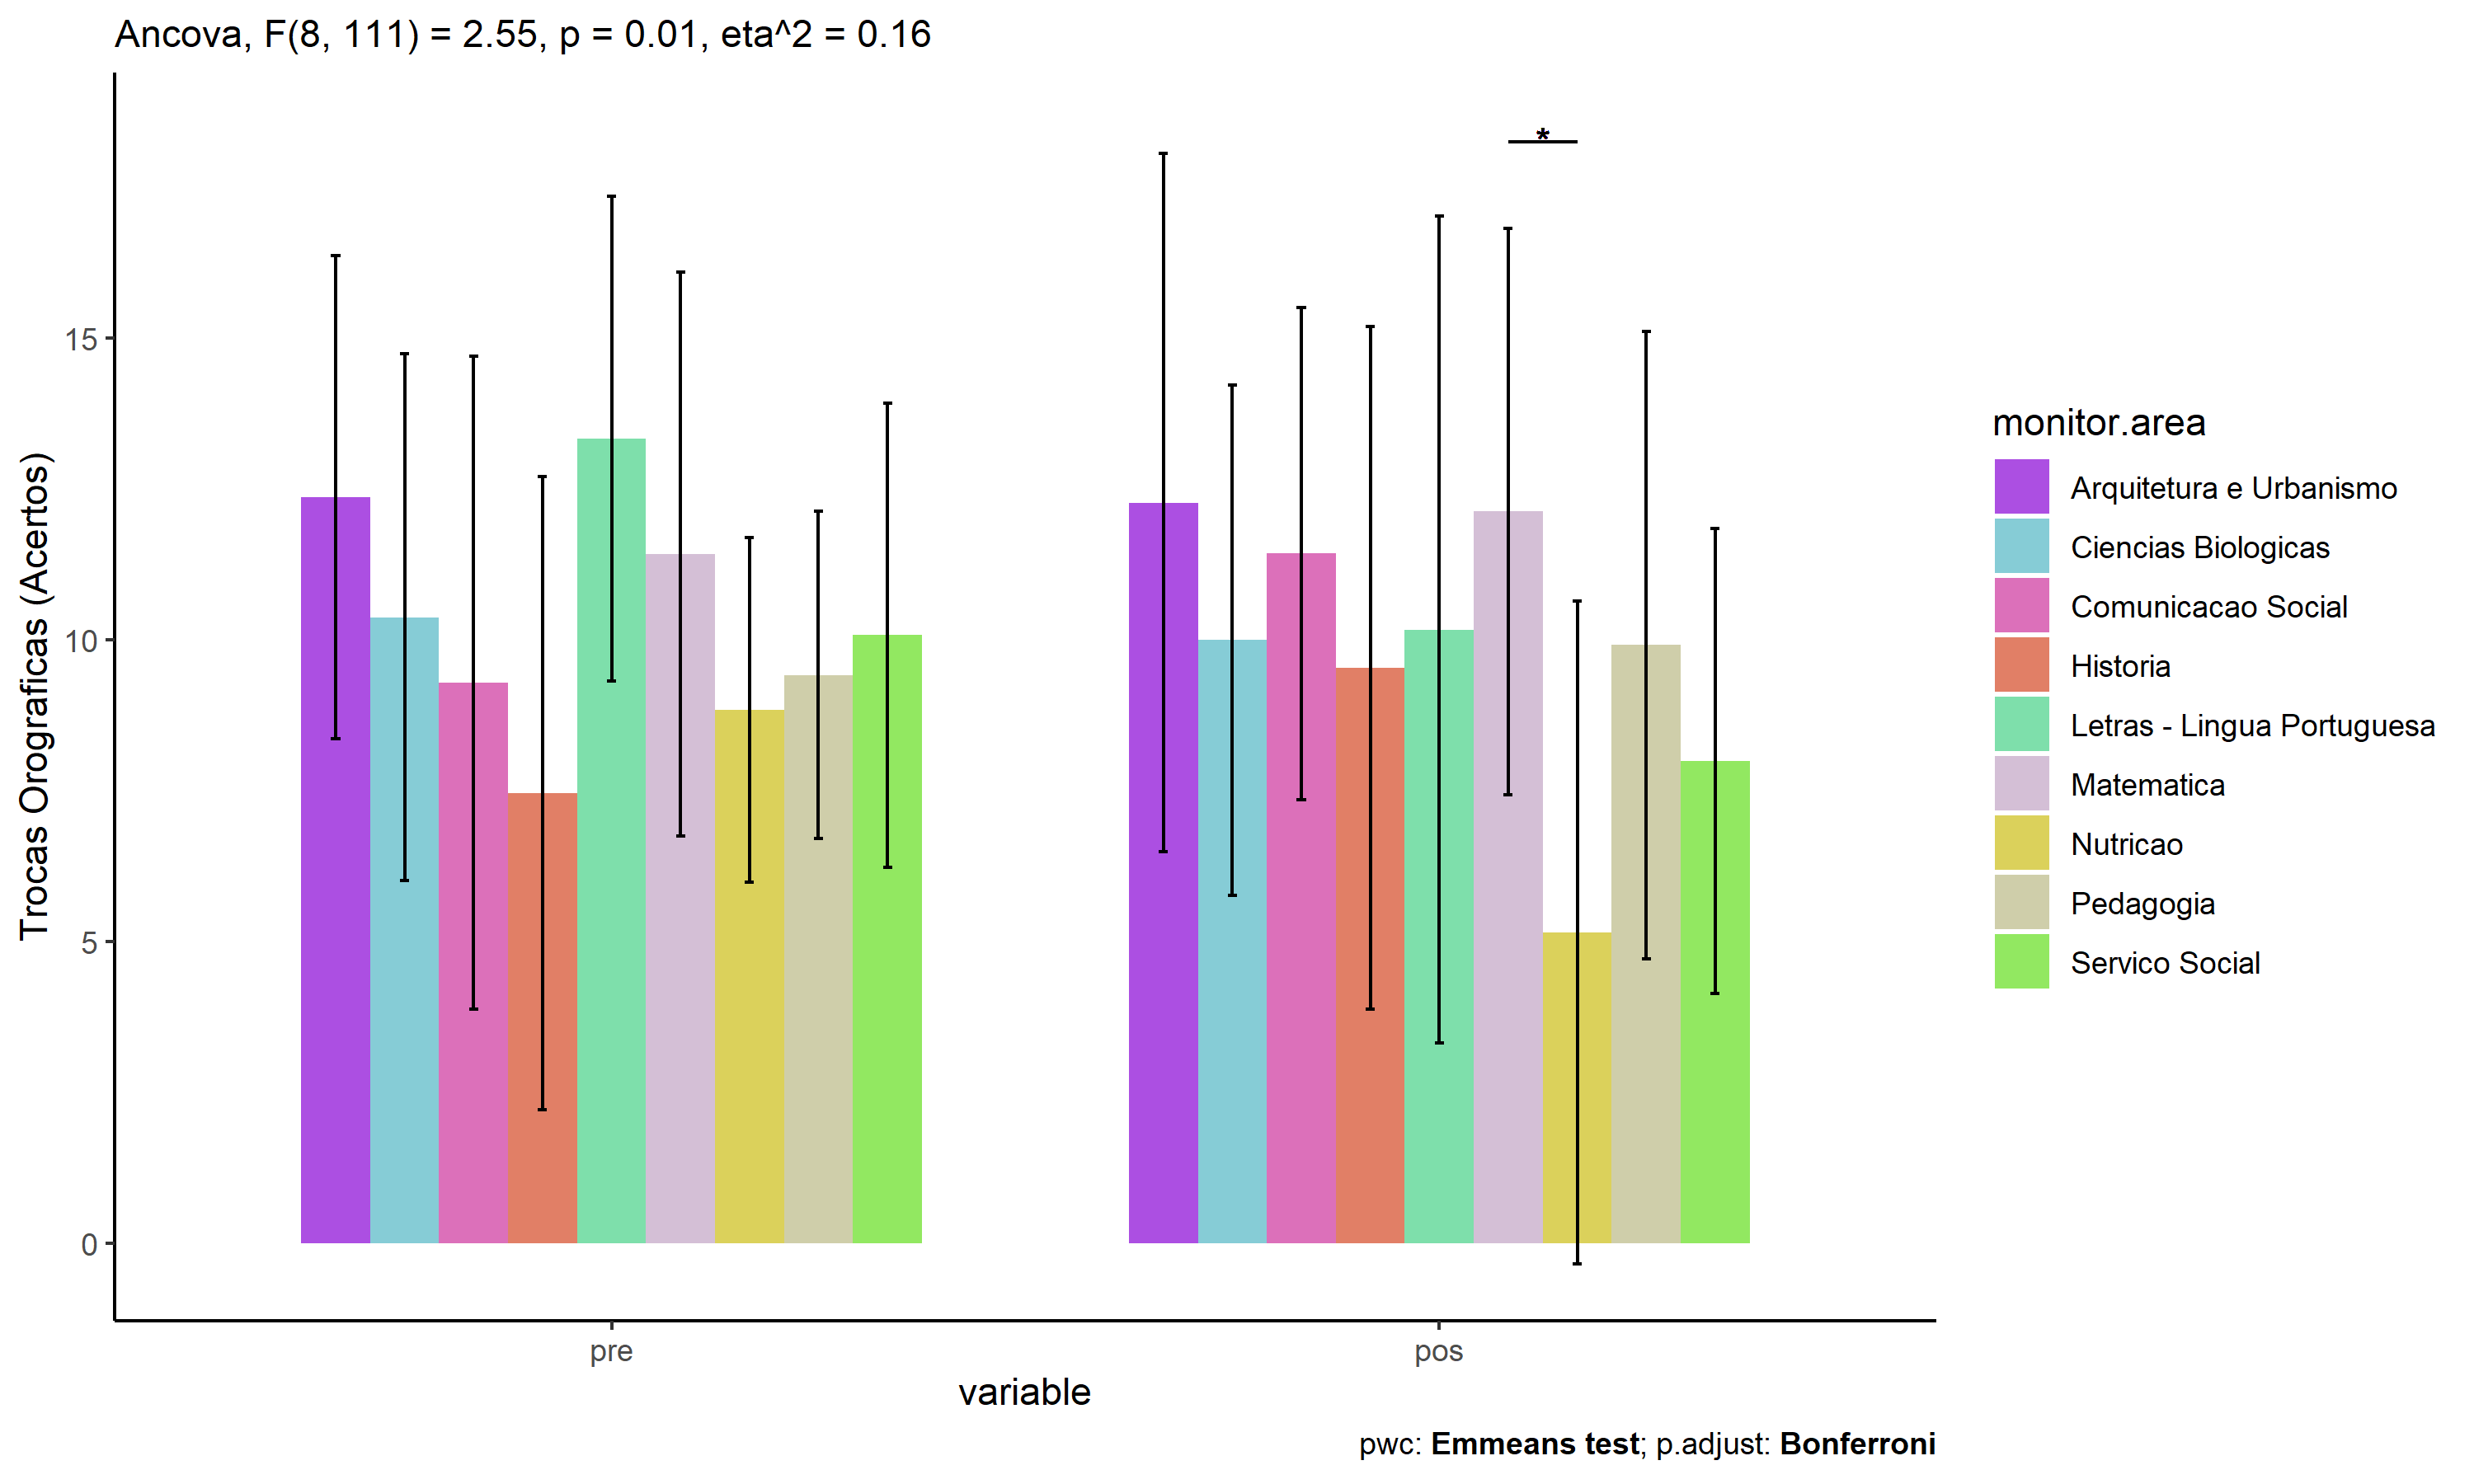 Ancova, F(8, 111) = 2.55, p = 0.01, eta^2 = 0.16
*
Trocas Orograficas (Acertos)
15
10
5
0
pre
pos
variable
monitor.area
Arquitetura e Urbanismo
Ciencias Biologicas
Comunicacao Social
Historia
Letras - Lingua Portuguesa
Matematica
Nutricao
Pedagogia
Servico Social
pwc: Emmeans test; p.adjust: Bonferroni